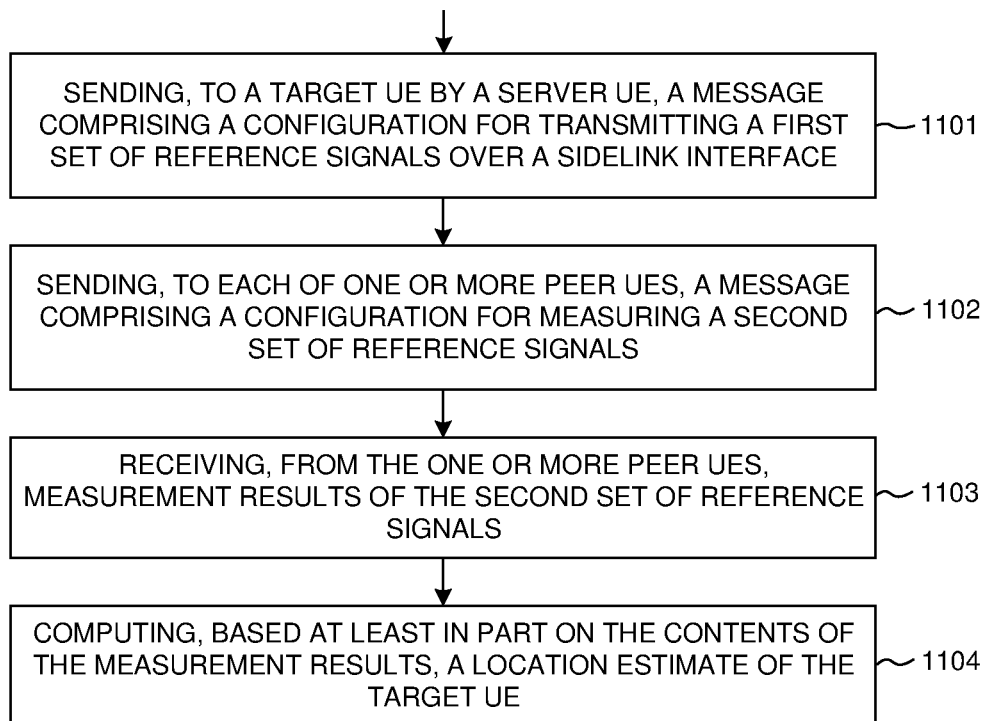 SENDING, TO A TARGET UE BY A SERVER UE, A MESSAGE
COMPRISING A CONFIGURATION FOR TRANSMITTING A FIRST
SET OF REFERENCE SIGNALS OVER A SIDELINK INTERFACE
1101
SENDING, TO EACH OF ONE OR MORE PEER UES, A MESSAGE
COMPRISING A CONFIGURATION FOR MEASURING A SECOND
SET OF REFERENCE SIGNALS
1102
RECEIVING, FROM THE ONE OR MORE PEER UES,
MEASUREMENT RESULTS OF THE SECOND SET OF REFERENCE
SIGNALS
1103
COMPUTING, BASED AT LEAST IN PART ON THE CONTENTS OF
THE MEASUREMENT RESULTS, A LOCATION ESTIMATE OF THE
TARGET UE
1104